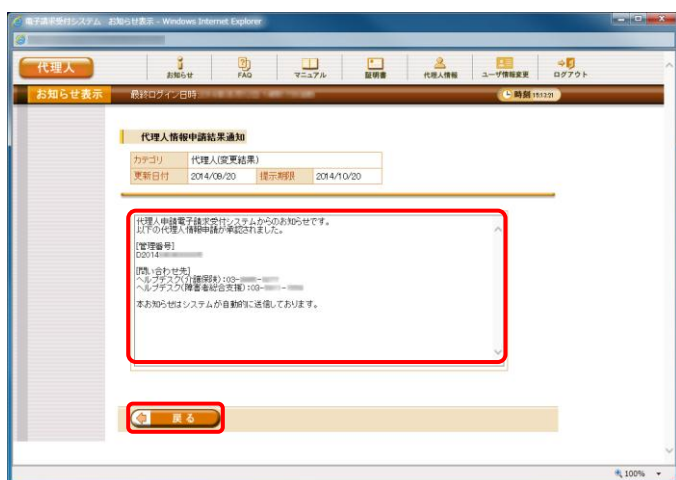 電子請求受付システム お知らせ表示 - Windows Internet Explorer
代理人
お知らせ
FAQ
マニュアル
証明書
代理人情報
ユーザ情報変更
ログアウト
お知らせ表示
最終ログイン日時
時刻 15:13:21
代理人情報申請結果通知
カテゴリ 代理人(変更結果)
更新日付 2014/08/20 提示期限 2014/10/20
代理人申請電子請求受付システムからのお知らせです。
以下の代理人情報申請が承認されました。
[管理番号]
D2014
[問い合わせ先]
ヘルプデスク(介護保険):03-
ヘルプデスク(障害者総合支援):03-
本お知らせはシステムが自動的に送信しております。
戻る
100%